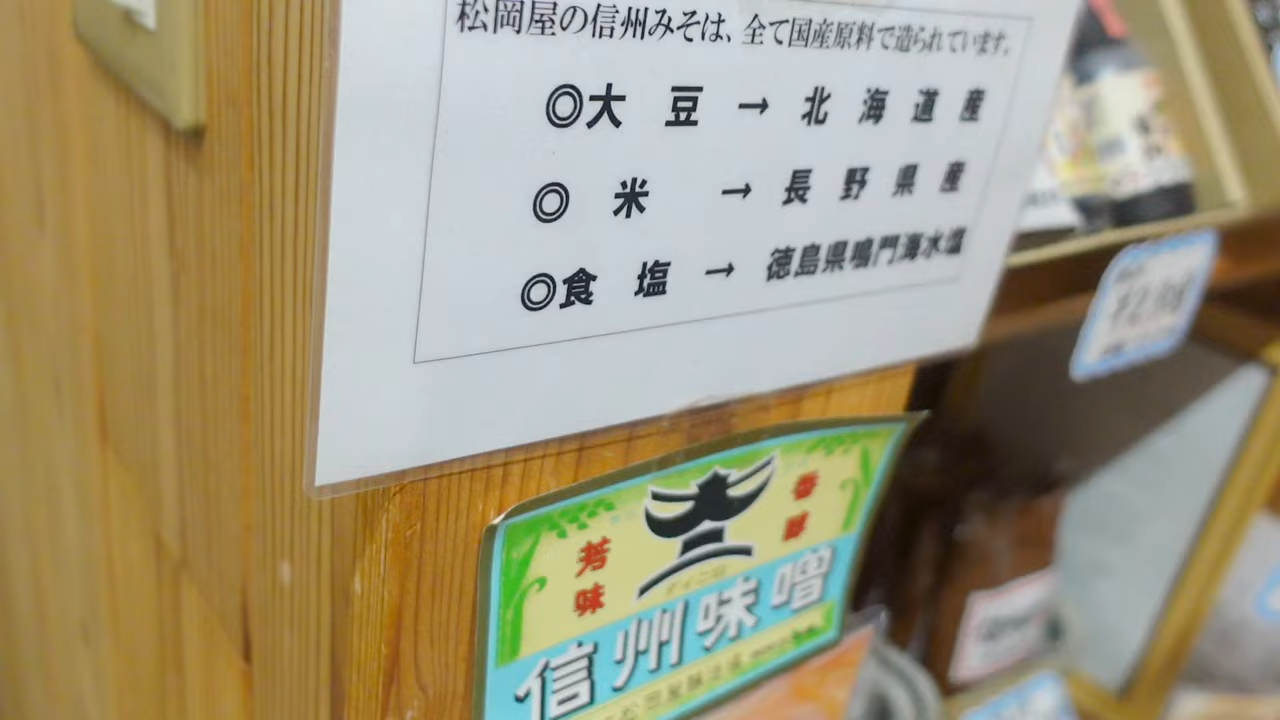 松岡屋の信州みそは、全て国産原料で造られています。
◎大豆→北海道産
◎米→長野県産
◎食塩→徳島県鳴門海水塩
芳味
信州味噌